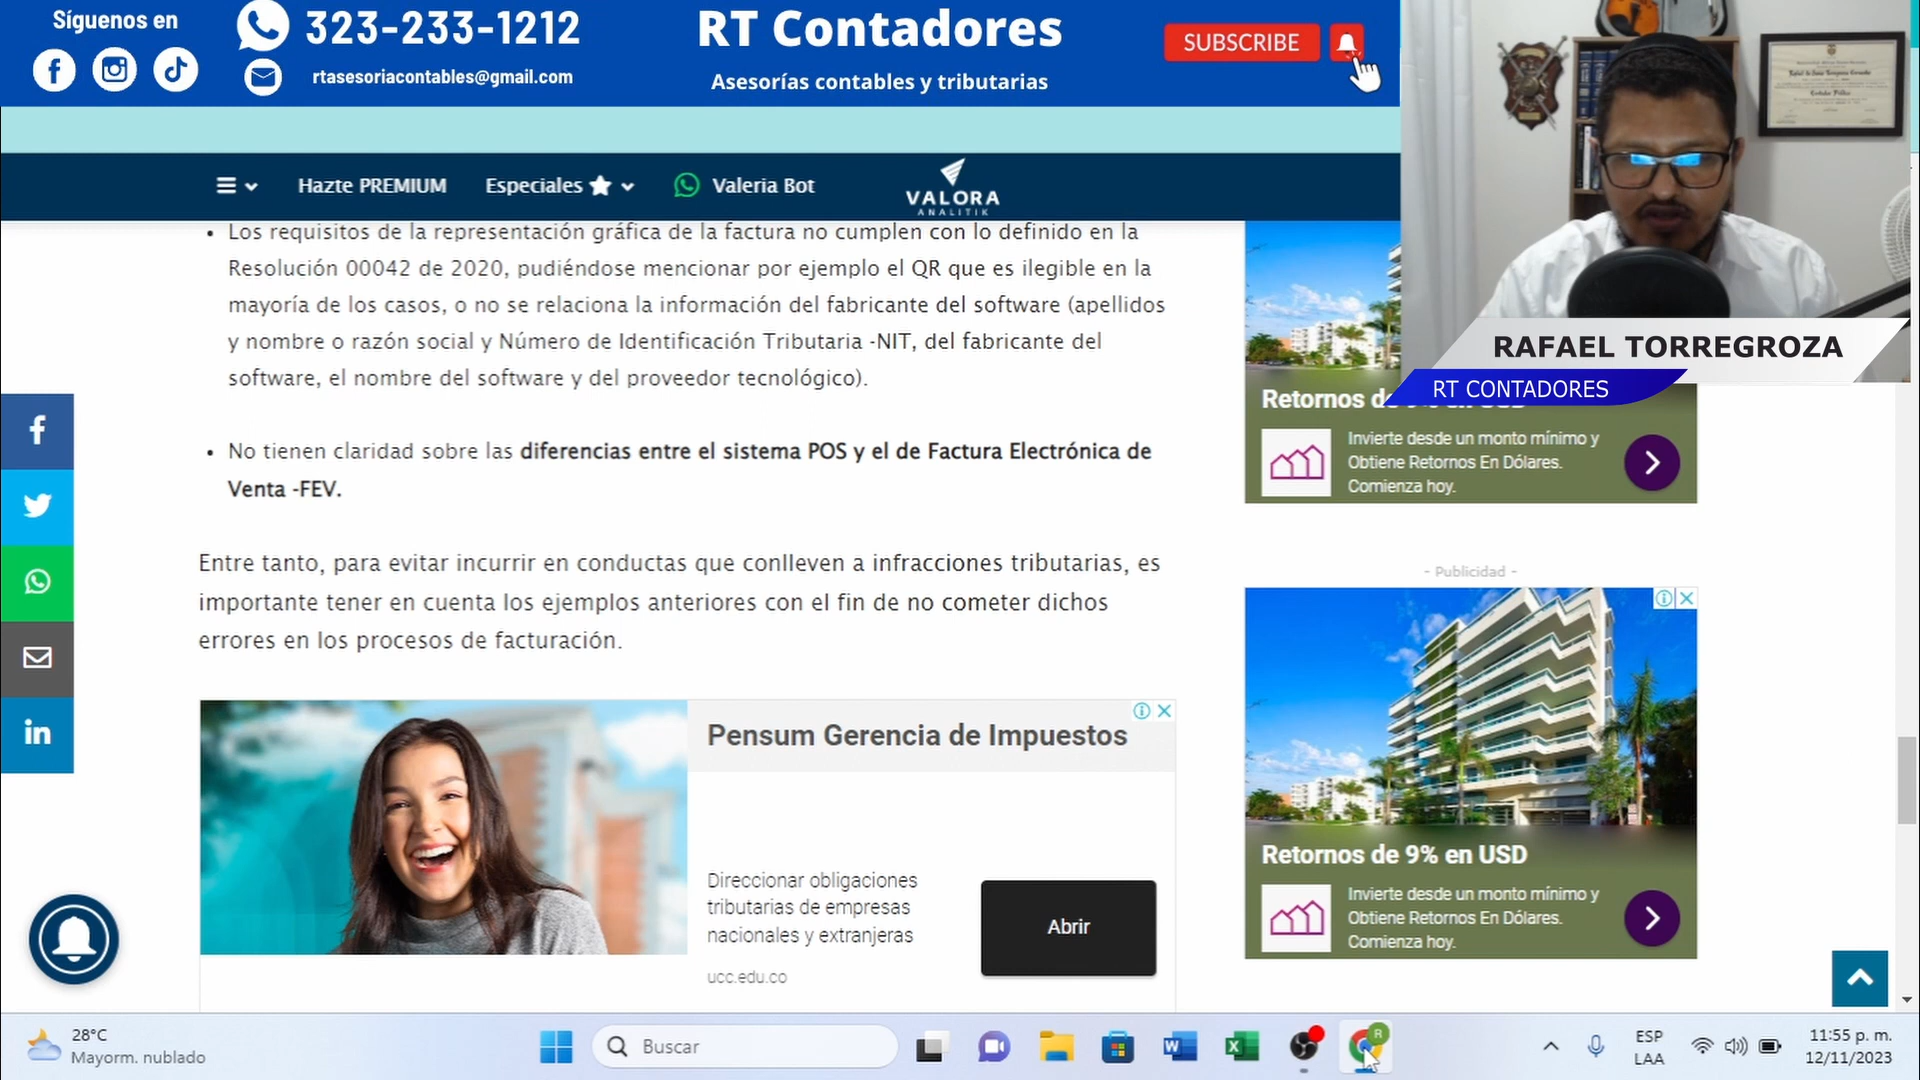 Síguenos en
323-233-1212
rtasesoriacontables@gmail.com
RT Contadores
Asesorías contables y tributarias
SUBSCRIBE
Hazte PREMIUM
Especiales
Valeria Bot
VALORA
ANALITIK
• Los requisitos de la representación gráfica de la factura no cumplen con lo definido en la
Resolución 00042 de 2020, pudiéndose mencionar por ejemplo el QR que es ilegible en la
mayoría de los casos, o no se relaciona la información del fabricante del software (apellidos
y nombre o razón social y Número de Identificación Tributaria -NIT, del fabricante del
software, el nombre del software y del proveedor tecnológico).
• No tienen claridad sobre las diferencias entre el sistema POS y el de Factura Electrónica de
Venta -FEV.
Entre tanto, para evitar incurrir en conductas que conlleven a infracciones tributarias, es
importante tener en cuenta los ejemplos anteriores con el fin de no cometer dichos
errores en los procesos de facturación.
Pensum Gerencia de Impuestos
Direccionar obligaciones
tributarias de empresas
nacionales y extranjeras
ucc.edu.co
Abrir
RAFAEL TORREGROZA
RT CONTADORES
Retornos de
Invierte desde un monto mínimo y
Obtiene Retornos En Dólares.
Comienza hoy.
- Publicidad -
Retornos de 9% en USD
Invierte desde un monto mínimo y
Obtiene Retornos En Dólares.
Comienza hoy.
28°C
Mayorm. nublado
Buscar
R
ESP
LAA
11:55 p. m.
12/11/2023